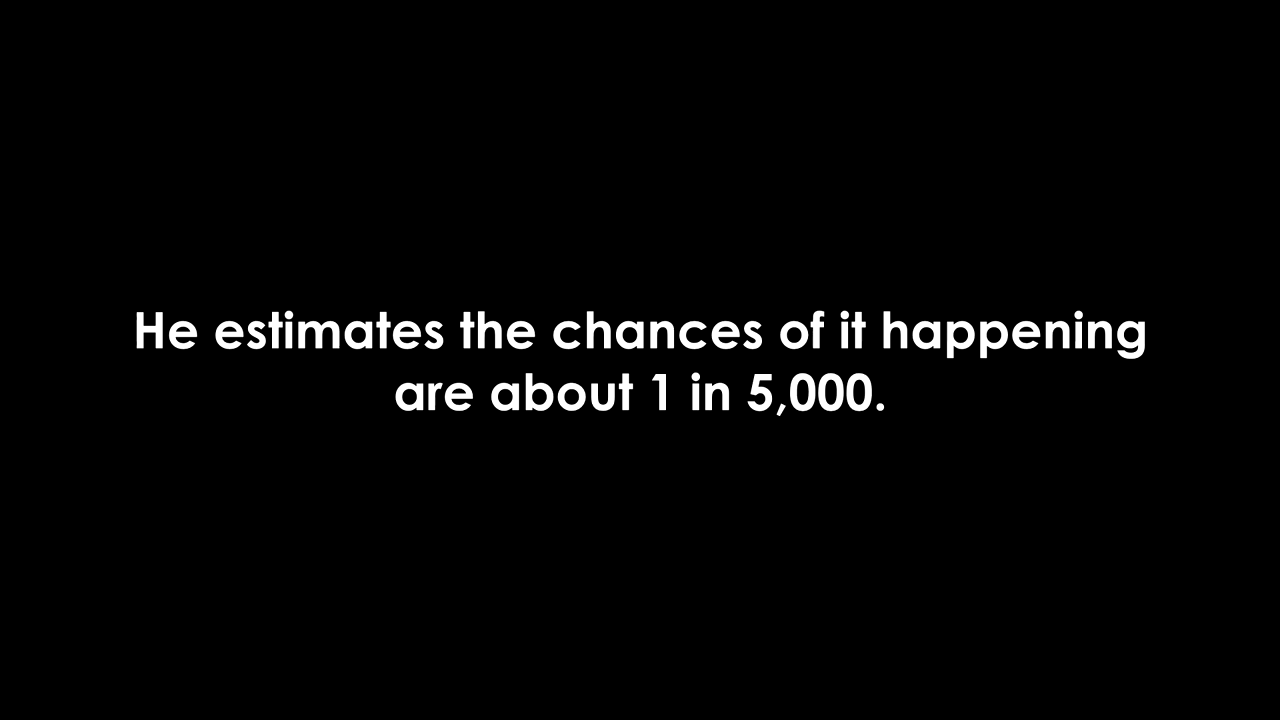 He estimates the chances of it happening
are about 1 in 5,000.